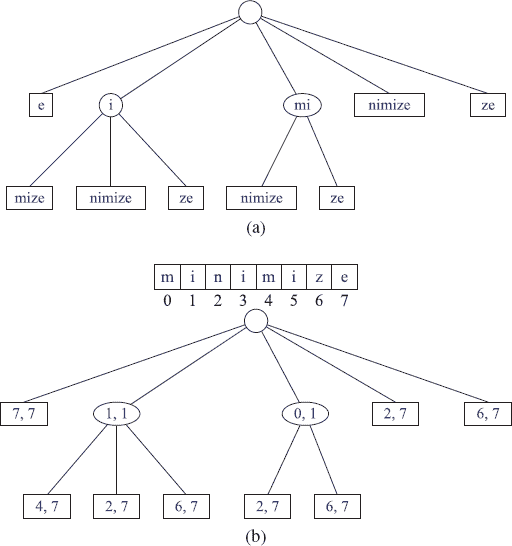 e i mi nimize ze
mize nimize ze nimize ze
(a)
m i n i m i z e
0 1 2 3 4 5 6 7
7, 7 1, 1 0, 1 2, 7 6, 7
4, 7 2, 7 6, 7 2, 7 6, 7
(b)